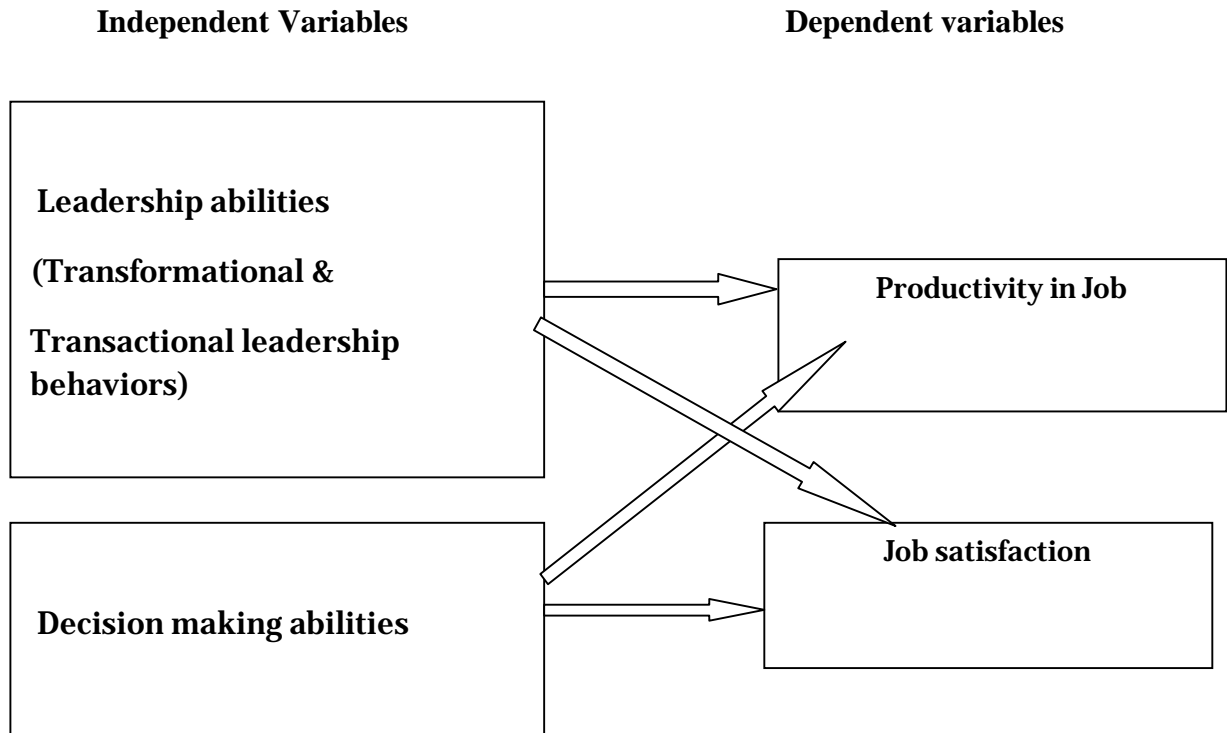 Independent Variables
Dependent variables
Leadership abilities
(Transformational &
Transactional leadership
behaviors)
Productivity in Job
Decision making abilities
Job satisfaction